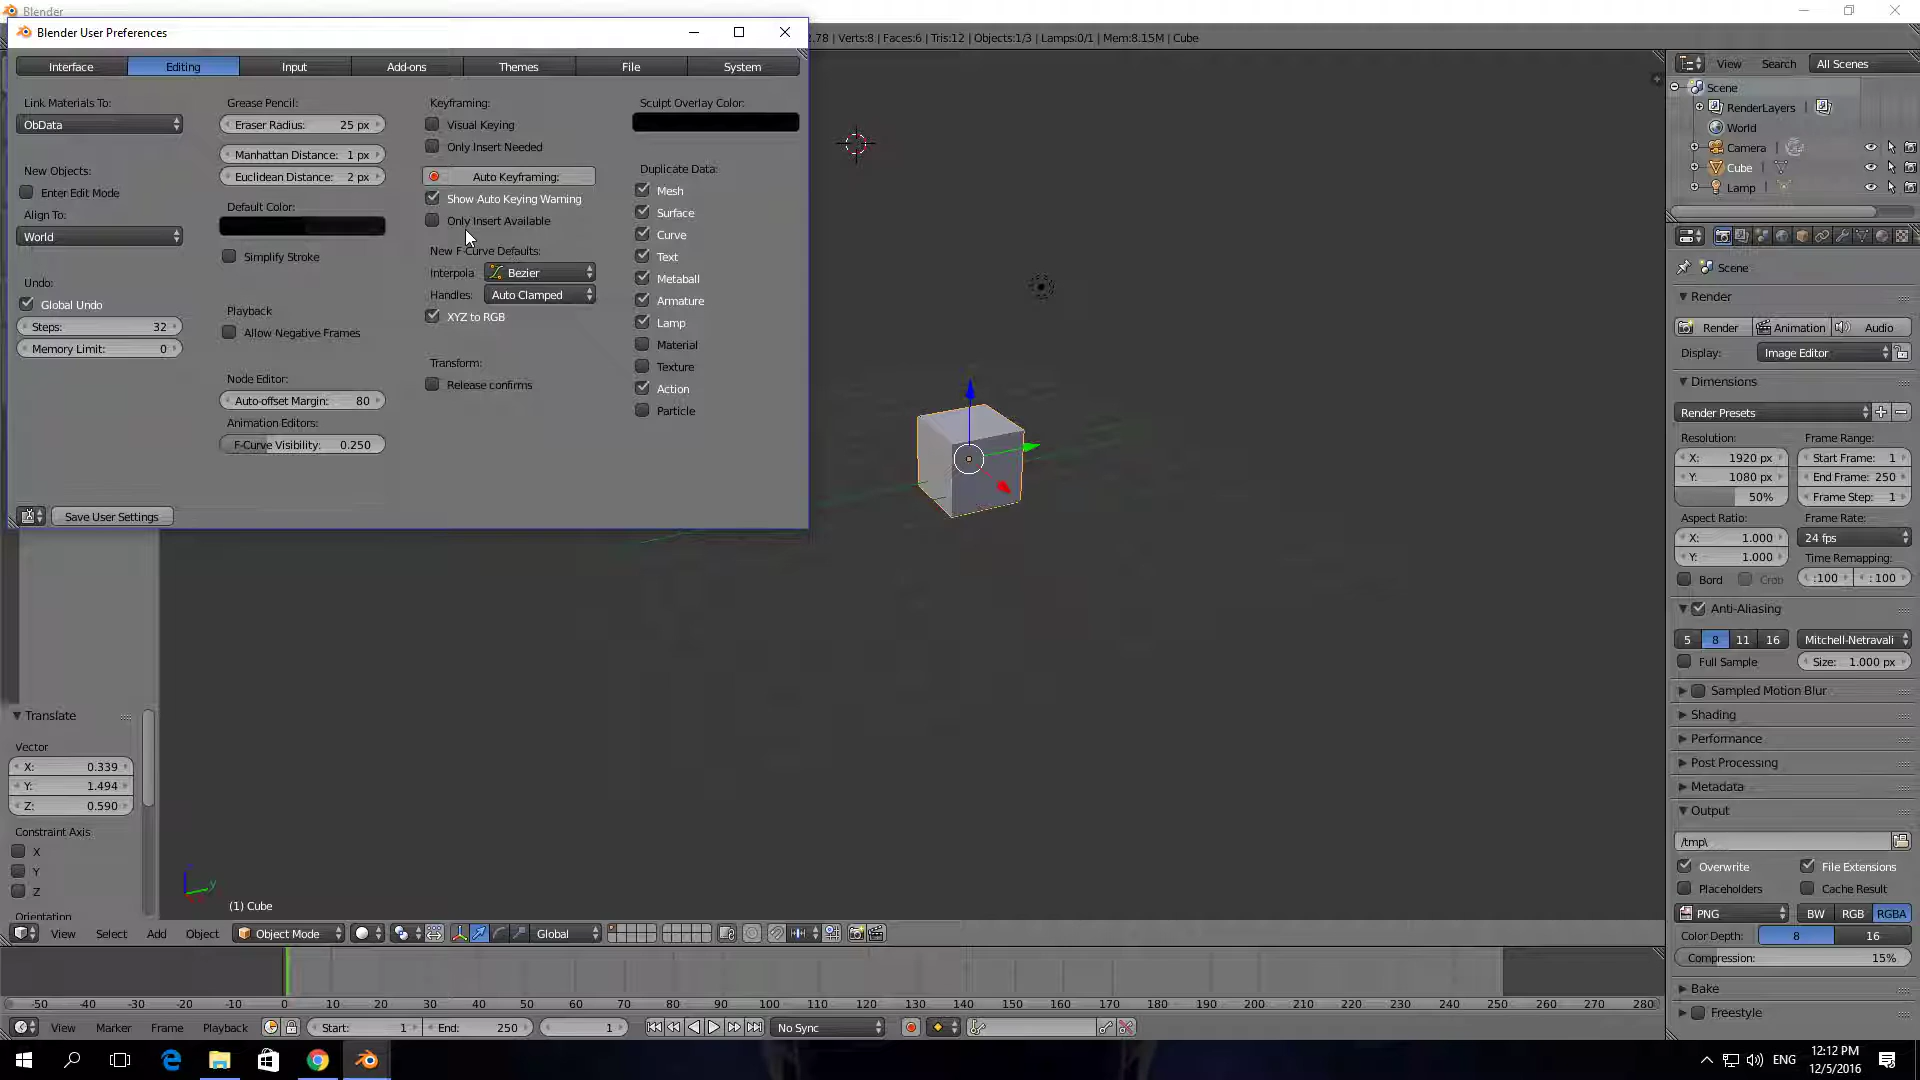 Blender
Blender User Preferences
.78 | Verts:8 | Faces:6 | Tris:12 | Objects:1/3 | Lamps:0/1 | Mem:8.15M | Cube
Interface
Editing
Input
Add-ons
Themes
File
System
Link Materials To:
ObData
New Objects:
Enter Edit Mode
Align To:
World
Undo:
Global Undo
Steps: 32
Memory Limit: 0
Grease Pencil:
Eraser Radius: 25 px
Manhattan Distance: 1 px
Euclidean Distance: 2 px
Default Color:
Simplify Stroke
Playback
Allow Negative Frames
Node Editor:
Auto-offset Margin: 80
Animation Editors:
F-Curve Visibility: 0.250
Keyframing:
Visual Keying
Only Insert Needed
Auto Keyframing:
Show Auto Keying Warning
Only Insert Available
New F-Curve Defaults:
Interpola Bezier
Handles: Auto Clamped
XYZ to RGB
Transform:
Release confirms
Sculpt Overlay Color:
Duplicate Data:
Mesh
Surface
Curve
Text
Metaball
Armature
Lamp
Material
Texture
Action
Particle
Save User Settings
Translate
Vector
X: 0.339
Y: 1.494
Z: 0.590
Constraint Axis
X
Y
Z
Orientation
y
(1) Cube
View
Select
Add
Object
Object Mode
Global
-50 -40 -30 -20 -10 0 10 20 30 40 50 60 70 80 90 100 110 120 130 140 150 160 170 180 190 200 210 220 230 240 250 260 270 280
View
Marker
Frame
Playback
Start: 1
End: 250
1
No Sync
View
Search
All Scenes
Scene
RenderLayers
World
Camera
Cube
Lamp
Scene
Render
Render
Animation
Audio
Display: Image Editor
Dimensions
Render Presets
Resolution:
X: 1920 px
Y: 1080 px
50%
Frame Range:
Start Frame: 1
End Frame: 250
Frame Step: 1
Aspect Ratio:
X: 1.000
Y: 1.000
Frame Rate:
24 fps
Time Remapping:
:100
: 100
Bord
Crop
Anti-Aliasing
5
8
11
16
Mitchell-Netravali
Full Sample
Size: 1.000 px
Sampled Motion Blur
Shading
Performance
Post Processing
Metadata
Output
/tmp\
Overwrite
File Extensions
Placeholders
Cache Result
PNG
BW
RGB
RGBA
Color Depth:
8
16
Compression: 15%
Bake
Freestyle
ENG
12:12 PM
12/5/2016